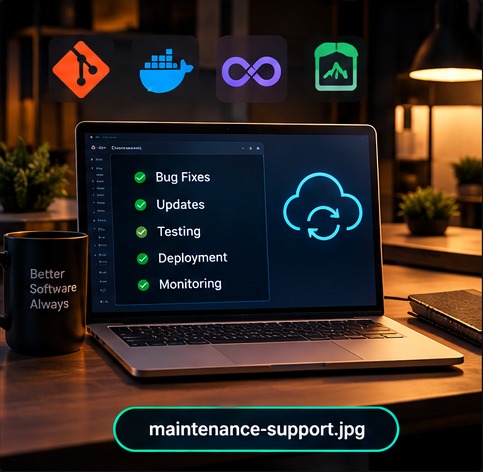 Bug Fixes
Updates
Testing
Deployment
Monitoring
Better
Software
Always
maintenance-support.jpg